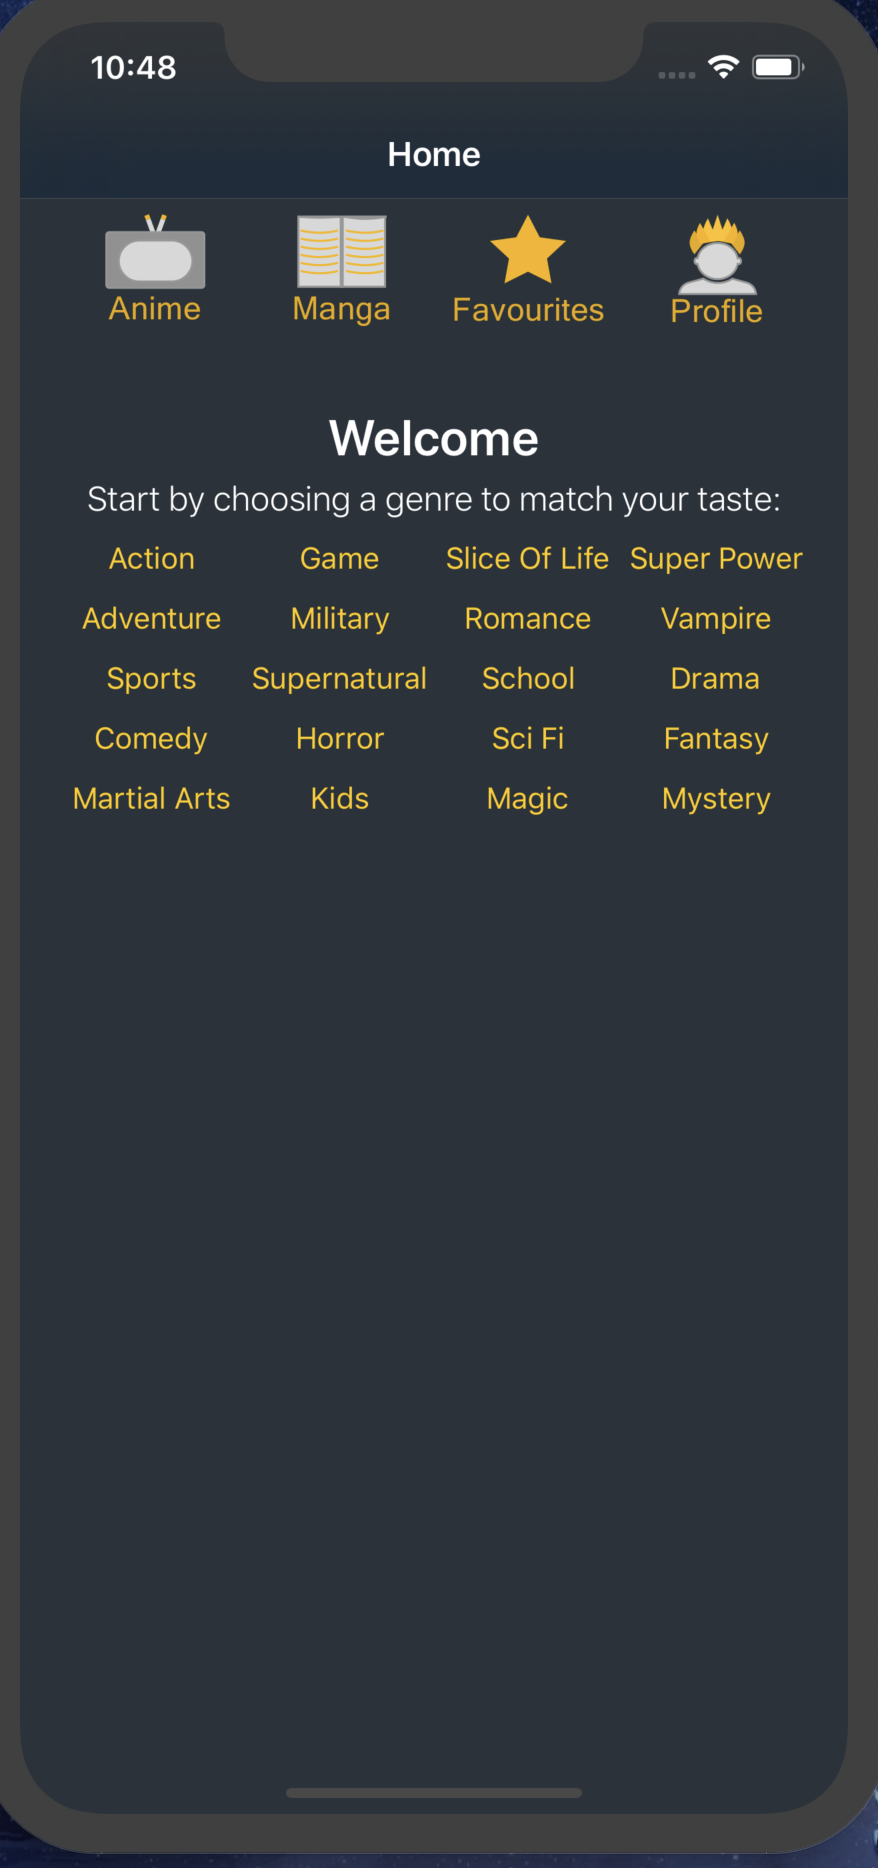 10:48
Home
Anime Manga Favourites Profile
Welcome
Start by choosing a genre to match your taste:
Action Game Slice Of Life Super Power
Adventure Military Romance Vampire
Sports Supernatural School Drama
Comedy Horror Sci Fi Fantasy
Martial Arts Kids Magic Mystery